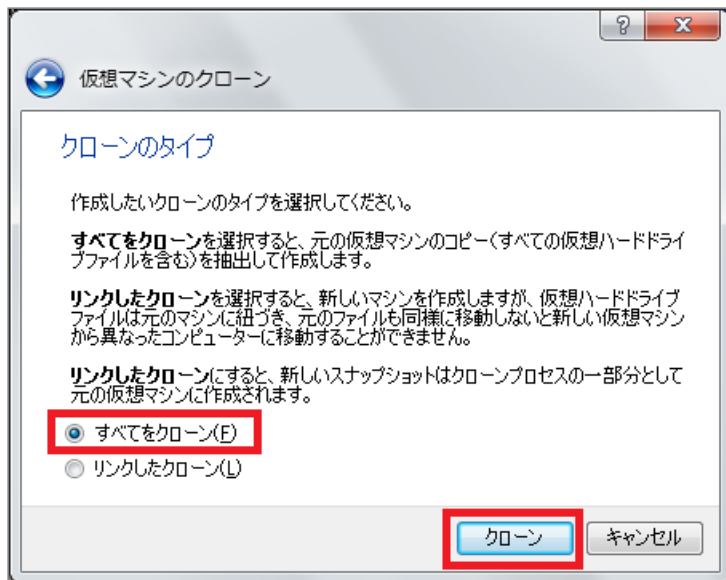 仮想マシンのクローン
クローンのタイプ
作成したいクローンのタイプを選択してください。
すべてをクローンを選択すると、元の仮想マシンのコピー(すべての仮想ハードドライ
ブファイルを含む)を抽出して作成します。
リンクしたクローンを選択すると、新しいマシンを作成しますが、仮想ハードドライブ
ファイルは元のマシンに紐づき、元のファイルも同様に移動しないと新しい仮想マシン
から異なったコンピューターに移動することができません。
リンクしたクローンにすると、新しいスナップショットはクローンプロセスの一部分として
元の仮想マシンに作成されます。
すべてをクローン(F)
リンクしたクローン(L)
クローン
キャンセル